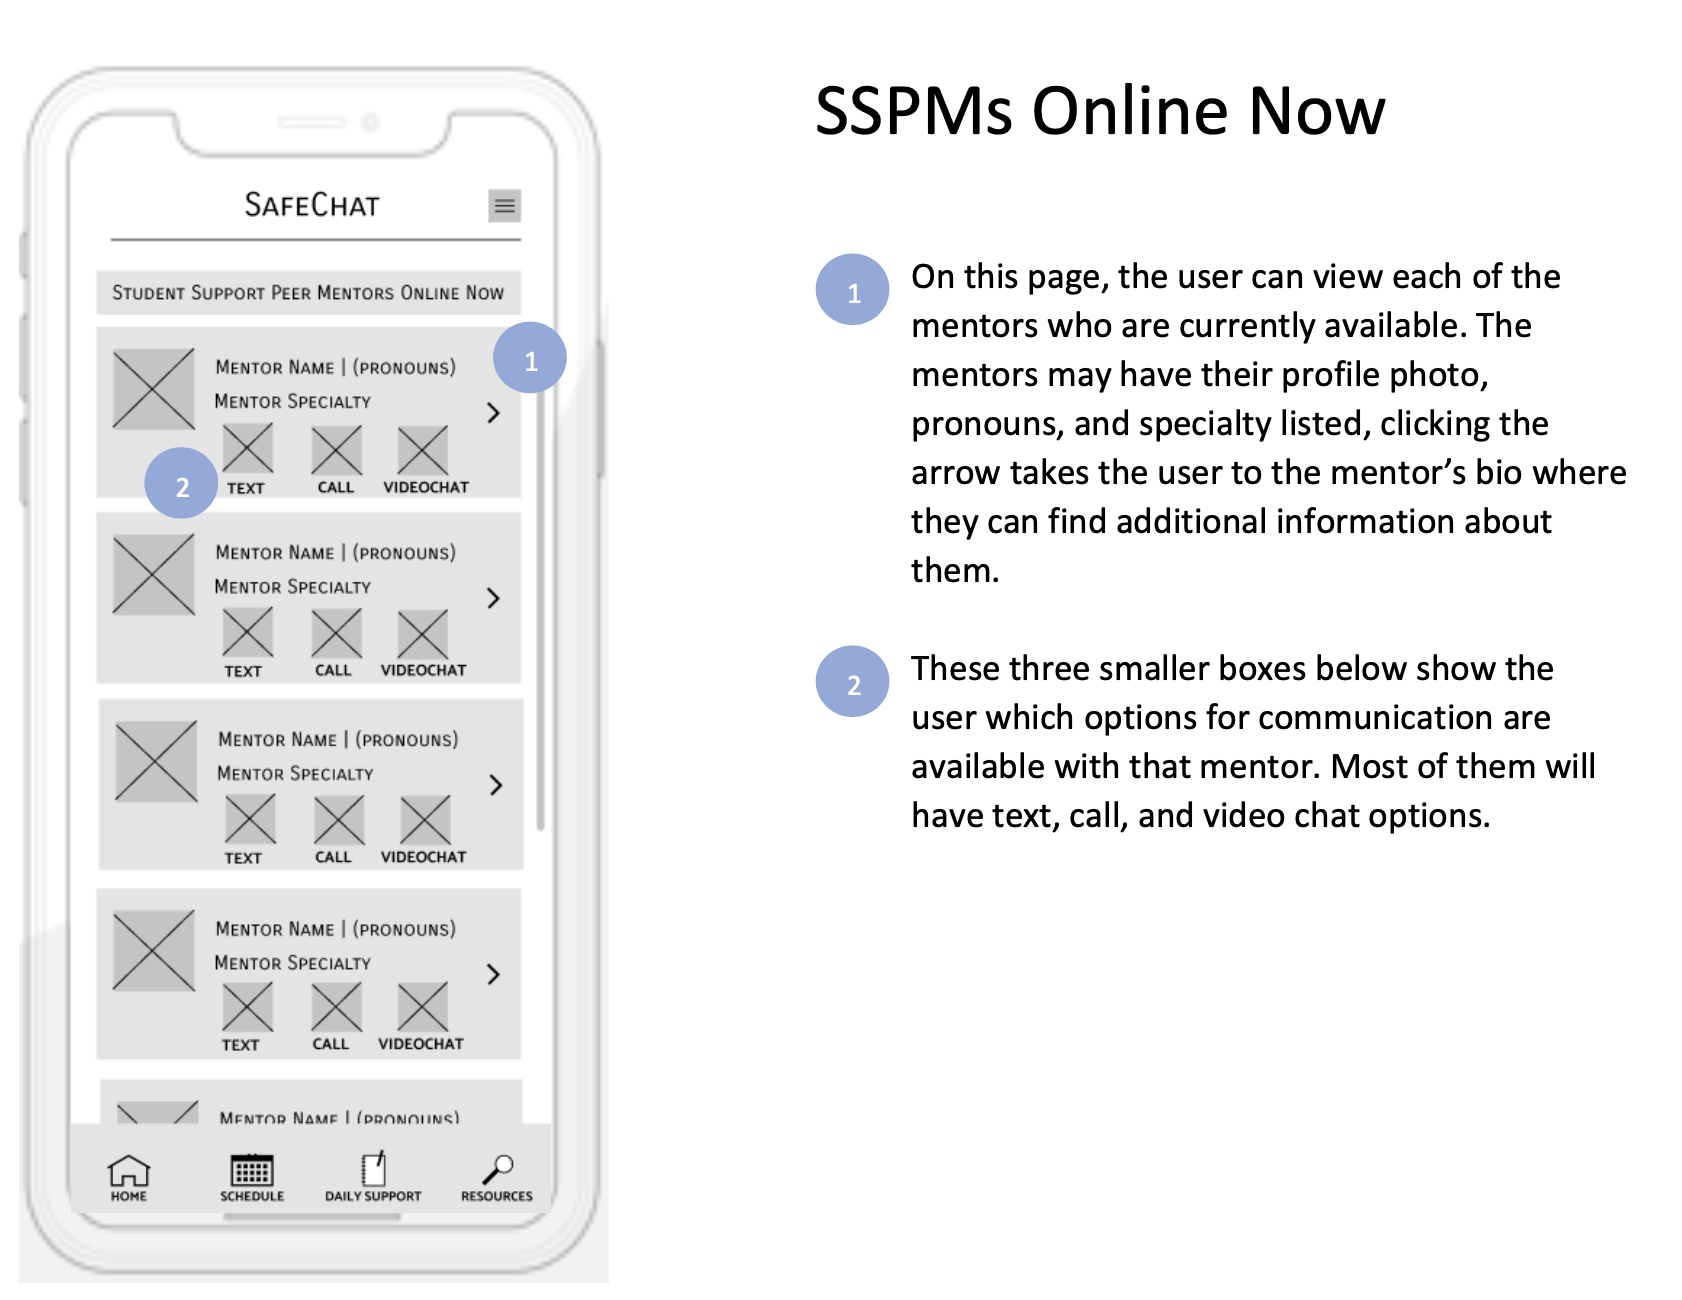 SSPMs Online Now
SafeChat
Student Support Peer Mentors Online Now
Mentor Name | (pronouns)
1
Mentor Specialty
2
TEXT CALL VIDEOCHAT
Mentor Name | (pronouns)
Mentor Specialty
TEXT CALL VIDEOCHAT
Mentor Name | (pronouns)
Mentor Specialty
TEXT CALL VIDEOCHAT
Mentor Name | (pronouns)
Mentor Specialty
TEXT CALL VIDEOCHAT
Mentor Name | (pronouns)
HOME SCHEDULE DAILY SUPPORT RESOURCES
1 On this page, the user can view each of the
mentors who are currently available. The
mentors may have their profile photo,
pronouns, and specialty listed, clicking the
arrow takes the user to the mentor’s bio where
they can find additional information about
them.
2 These three smaller boxes below show the
user which options for communication are
available with that mentor. Most of them will
have text, call, and video chat options.